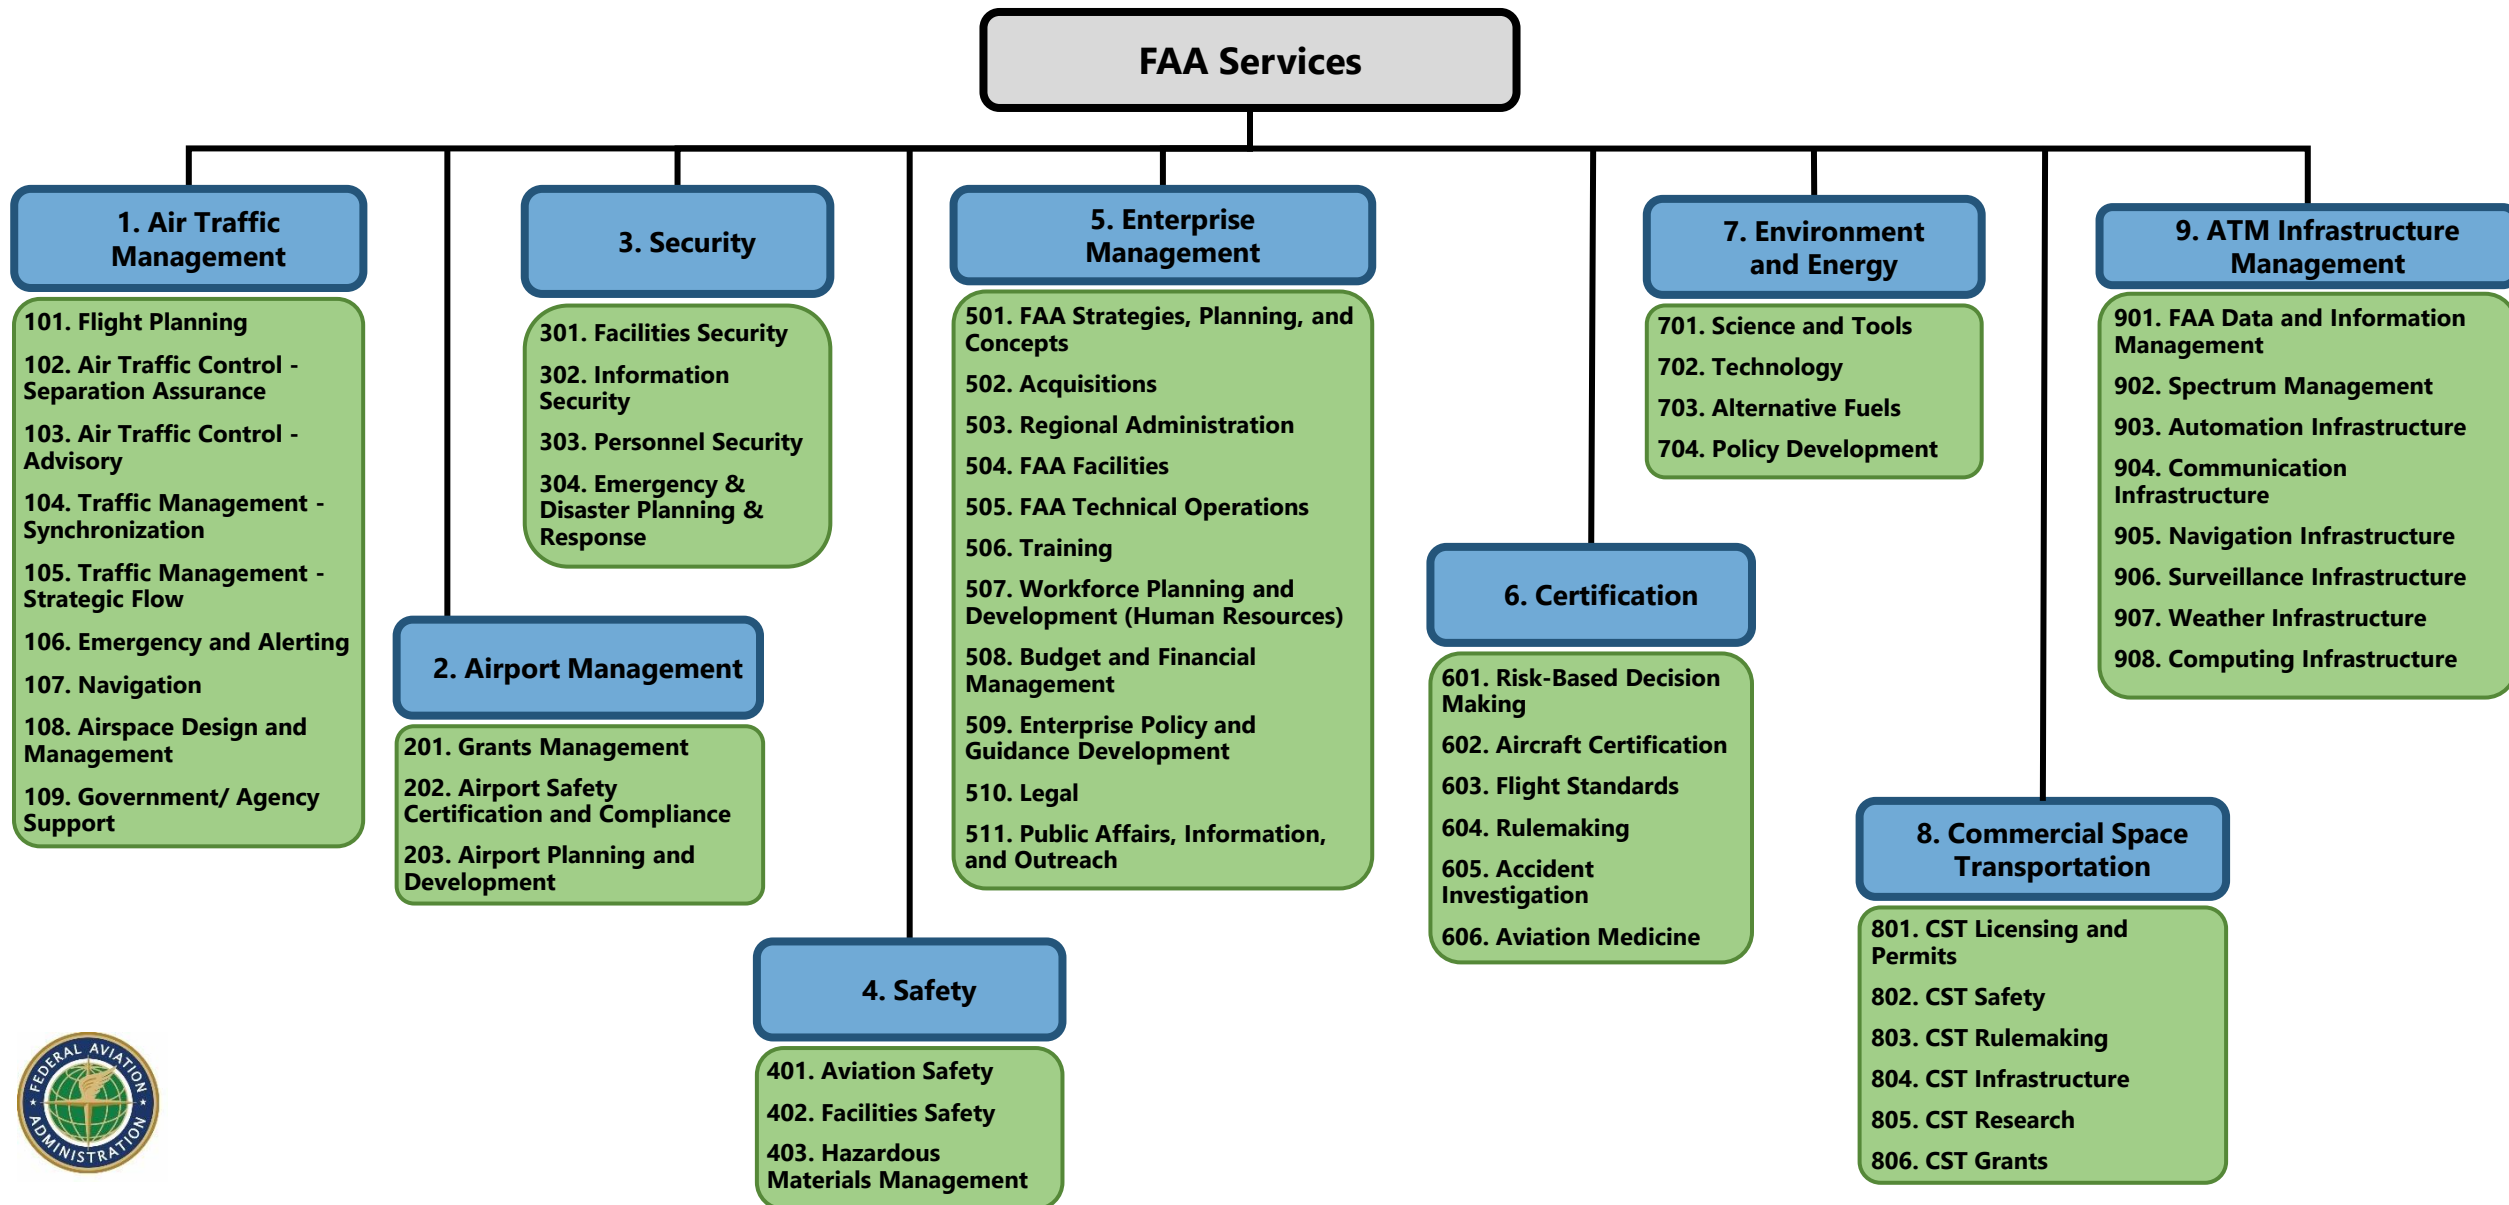 FAA Services
1. Air Traffic
Management
101. Flight Planning
102. Air Traffic Control -
Separation Assurance
103. Air Traffic Control -
Advisory
104. Traffic Management -
Synchronization
105. Traffic Management -
Strategic Flow
106. Emergency and Alerting
107. Navigation
108. Airspace Design and
Management
109. Government/ Agency
Support
2. Airport Management
201. Grants Management
202. Airport Safety
Certification and Compliance
203. Airport Planning and
Development
3. Security
301. Facilities Security
302. Information
Security
303. Personnel Security
304. Emergency &
Disaster Planning &
Response
4. Safety
401. Aviation Safety
402. Facilities Safety
403. Hazardous
Materials Management
5. Enterprise
Management
501. FAA Strategies, Planning, and
Concepts
502. Acquisitions
503. Regional Administration
504. FAA Facilities
505. FAA Technical Operations
506. Training
507. Workforce Planning and
Development (Human Resources)
508. Budget and Financial
Management
509. Enterprise Policy and
Guidance Development
510. Legal
511. Public Affairs, Information,
and Outreach
6. Certification
601. Risk-Based Decision
Making
602. Aircraft Certification
603. Flight Standards
604. Rulemaking
605. Accident
Investigation
606. Aviation Medicine
7. Environment
and Energy
701. Science and Tools
702. Technology
703. Alternative Fuels
704. Policy Development
8. Commercial Space
Transportation
801. CST Licensing and
Permits
802. CST Safety
803. CST Rulemaking
804. CST Infrastructure
805. CST Research
806. CST Grants
9. ATM Infrastructure
Management
901. FAA Data and Information
Management
902. Spectrum Management
903. Automation Infrastructure
904. Communication
Infrastructure
905. Navigation Infrastructure
906. Surveillance Infrastructure
907. Weather Infrastructure
908. Computing Infrastructure
FEDERAL AVIATION
ADMINISTRATION